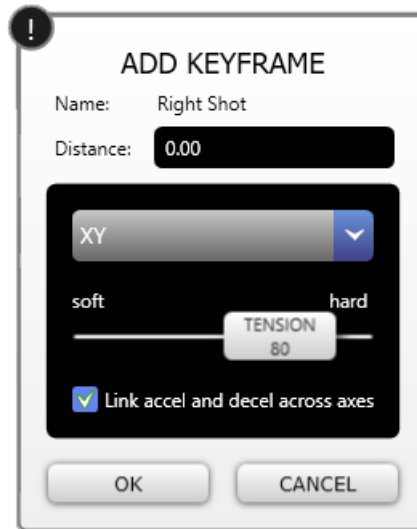 !
ADD KEYFRAME
Name: Right Shot
Distance: 0.00
XY
soft hard
TENSION
80
Link accel and decel across axes
OK CANCEL